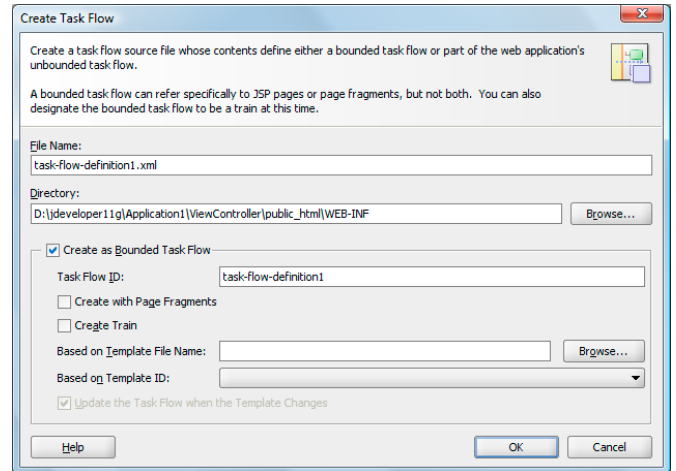 Create Task Flow
Create a task flow source file whose contents define either a bounded task flow or part of the web application's
unbounded task flow.
A bounded task flow can refer specifically to JSP pages or page fragments, but not both. You can also
designate the bounded task flow to be a train at this time.
File Name:
task-flow-definition1.xml
Directory:
D:\jdeveloper11g\Application1\ViewController\public_html\WEB-INF
Browse...
Create as Bounded Task Flow
Task Flow ID:
task-flow-definition1
Create with Page Fragments
Create Train
Based on Template File Name:
Browse...
Based on Template ID:
Update the Task Flow when the Template Changes
Help
OK
Cancel